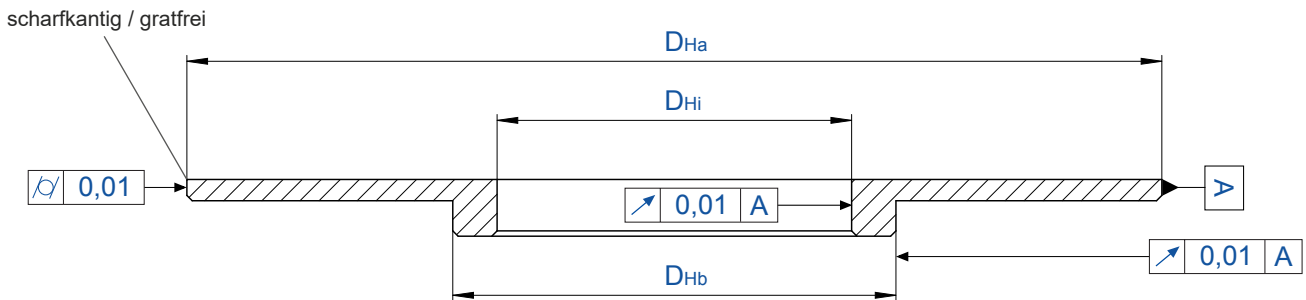 scharfkantig / gratfrei
DHa
DHi
⌭ 0,01
↗ 0,01 A
A
↗ 0,01 A
DHb